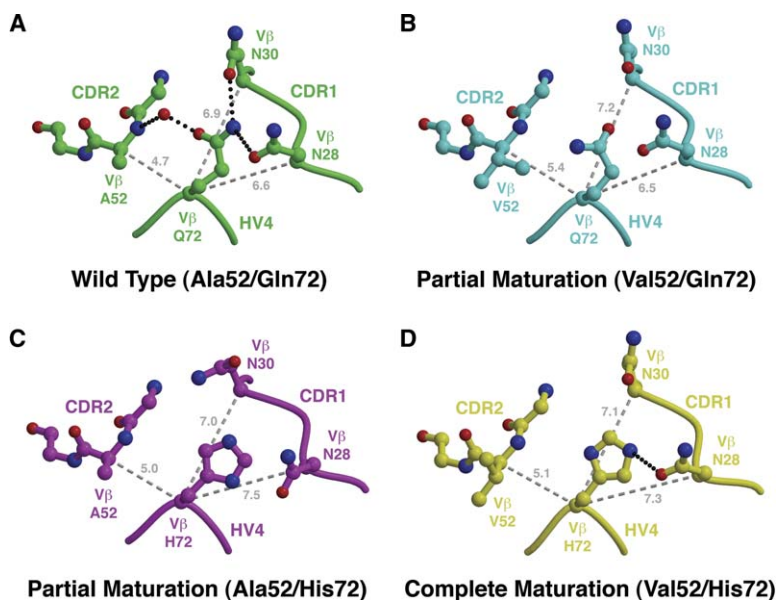 A
Vβ
N30
CDR2
CDR1
6.9
Vβ
N28
4.7
6.6
Vβ
A52
Vβ
Q72
HV4
Wild Type (Ala52/Gln72)
B
Vβ
N30
CDR2
CDR1
7.2
Vβ
N28
5.4
6.5
Vβ
V52
Vβ
Q72
HV4
Partial Maturation (Val52/Gln72)
C
Vβ
N30
CDR2
CDR1
7.0
Vβ
N28
5.0
7.5
Vβ
A52
Vβ
H72
HV4
Partial Maturation (Ala52/His72)
D
Vβ
N30
CDR2
CDR1
7.1
Vβ
N28
5.1
7.3
Vβ
V52
Vβ
H72
HV4
Complete Maturation (Val52/His72)